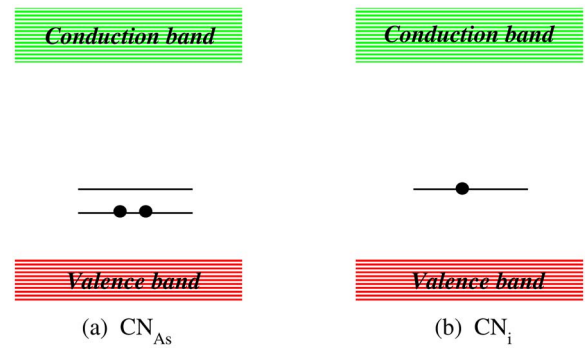 Conduction band
Conduction band
Valence band
Valence band
(a) CN_As
(b) CN_i